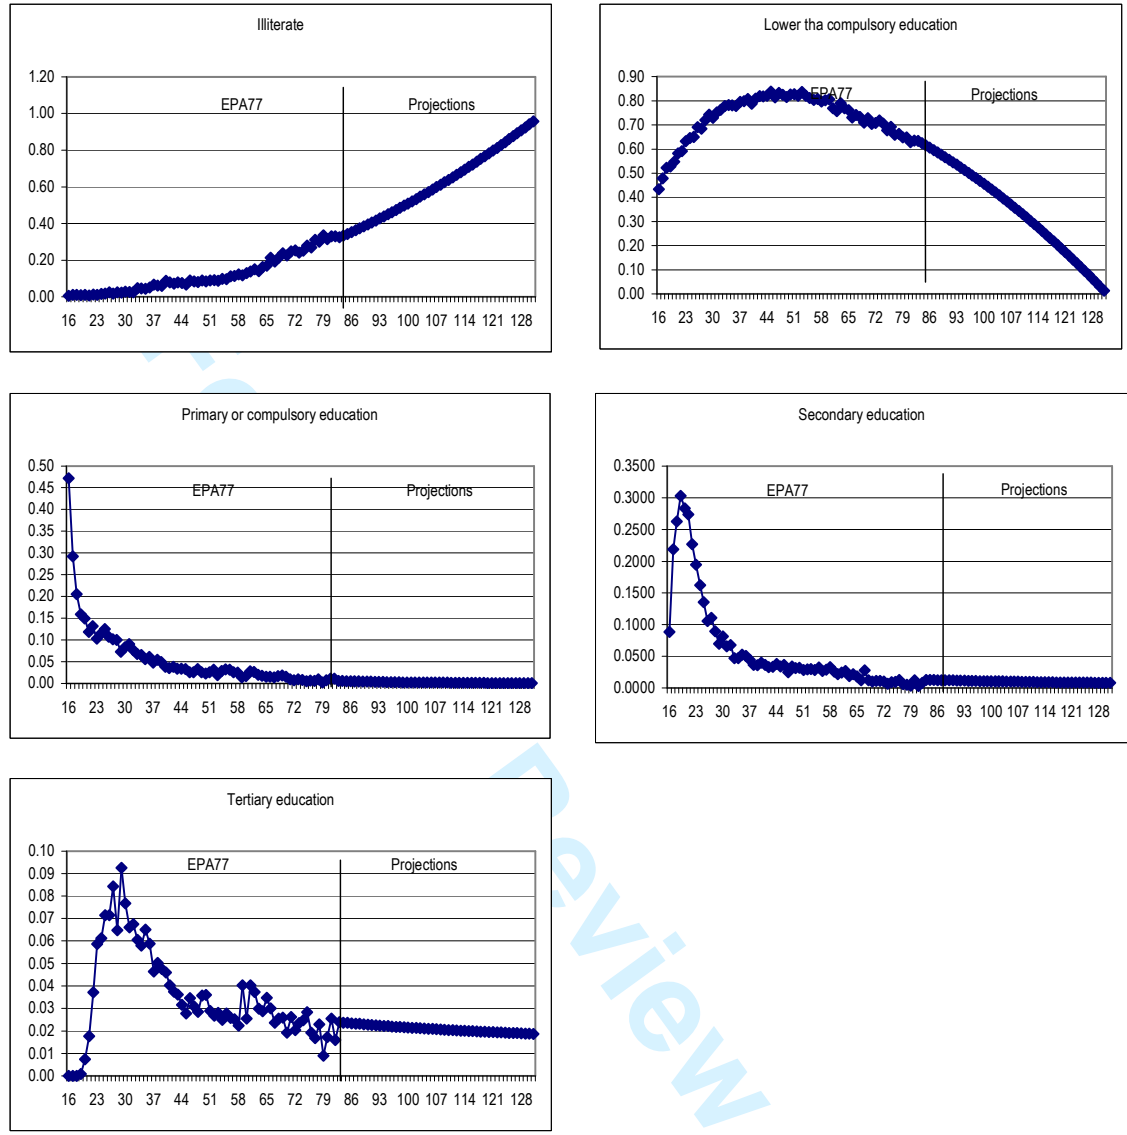 Illiterate
EPA77 Projections
1.20
1.00
0.80
0.60
0.40
0.20
0.00
16 23 30 37 44 51 58 65 72 79 86 93 100 107 114 121 128
Lower tha compulsory education
EPA77 Projections
0.90
0.80
0.70
0.60
0.50
0.40
0.30
0.20
0.10
0.00
16 23 30 37 44 51 58 65 72 79 86 93 100 107 114 121 128
Primary or compulsory education
EPA77 Projections
0.50
0.45
0.40
0.35
0.30
0.25
0.20
0.15
0.10
0.05
0.00
16 23 30 37 44 51 58 65 72 79 86 93 100 107 114 121 128
Secondary education
EPA77 Projections
0.3500
0.3000
0.2500
0.2000
0.1500
0.1000
0.0500
0.0000
16 23 30 37 44 51 58 65 72 79 86 93 100 107 114 121 128
Tertiary education
EPA77 Projections
0.10
0.09
0.08
0.07
0.06
0.05
0.04
0.03
0.02
0.01
0.00
16 23 30 37 44 51 58 65 72 79 86 93 100 107 114 121 128
Review